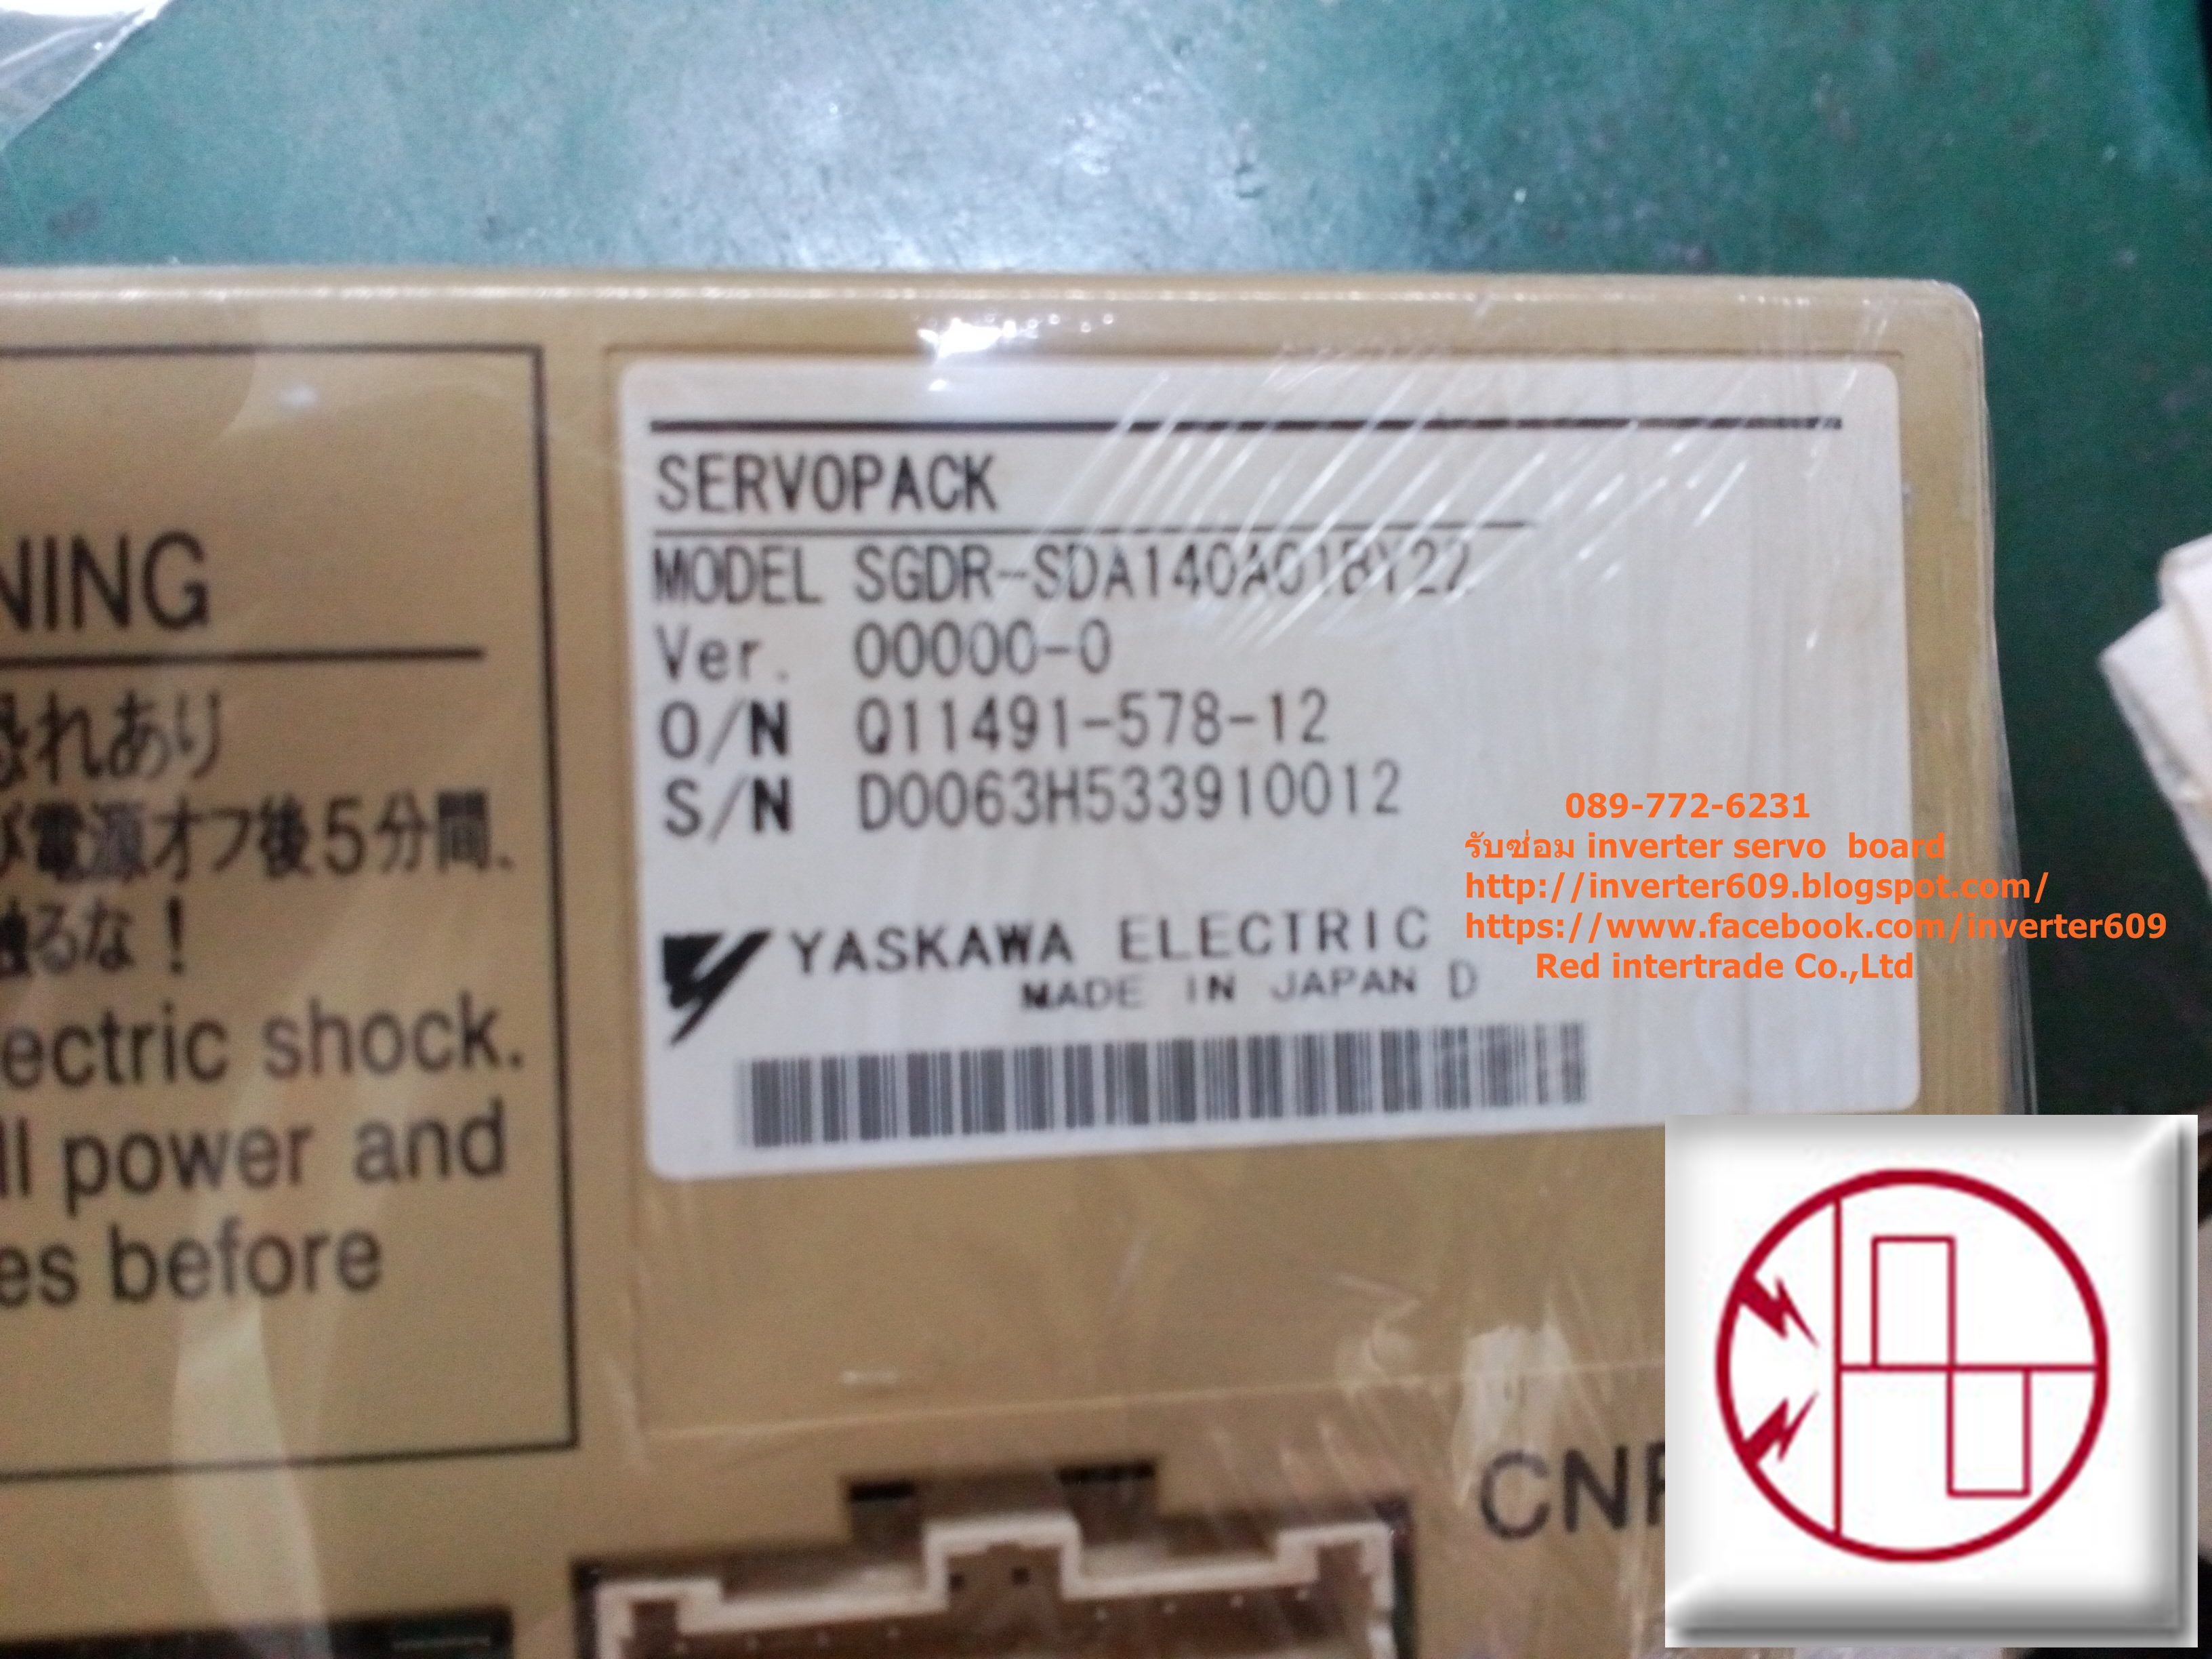 NING
恐れあり
び電源オフ後5分間、
触るな！
ectric shock.
ll power and
es before
SERVOPACK
MODEL SGDR-SDA140A01BY22
Ver. 00000-0
O/N Q11491-578-12
S/N D0063H533910012
YASKAWA ELECTRIC
MADE IN JAPAN D
089-772-6231
รับซ่อม inverter servo board
http://inverter609.blogspot.com/
https://www.facebook.com/inverter609
Red intertrade Co.,Ltd
CN